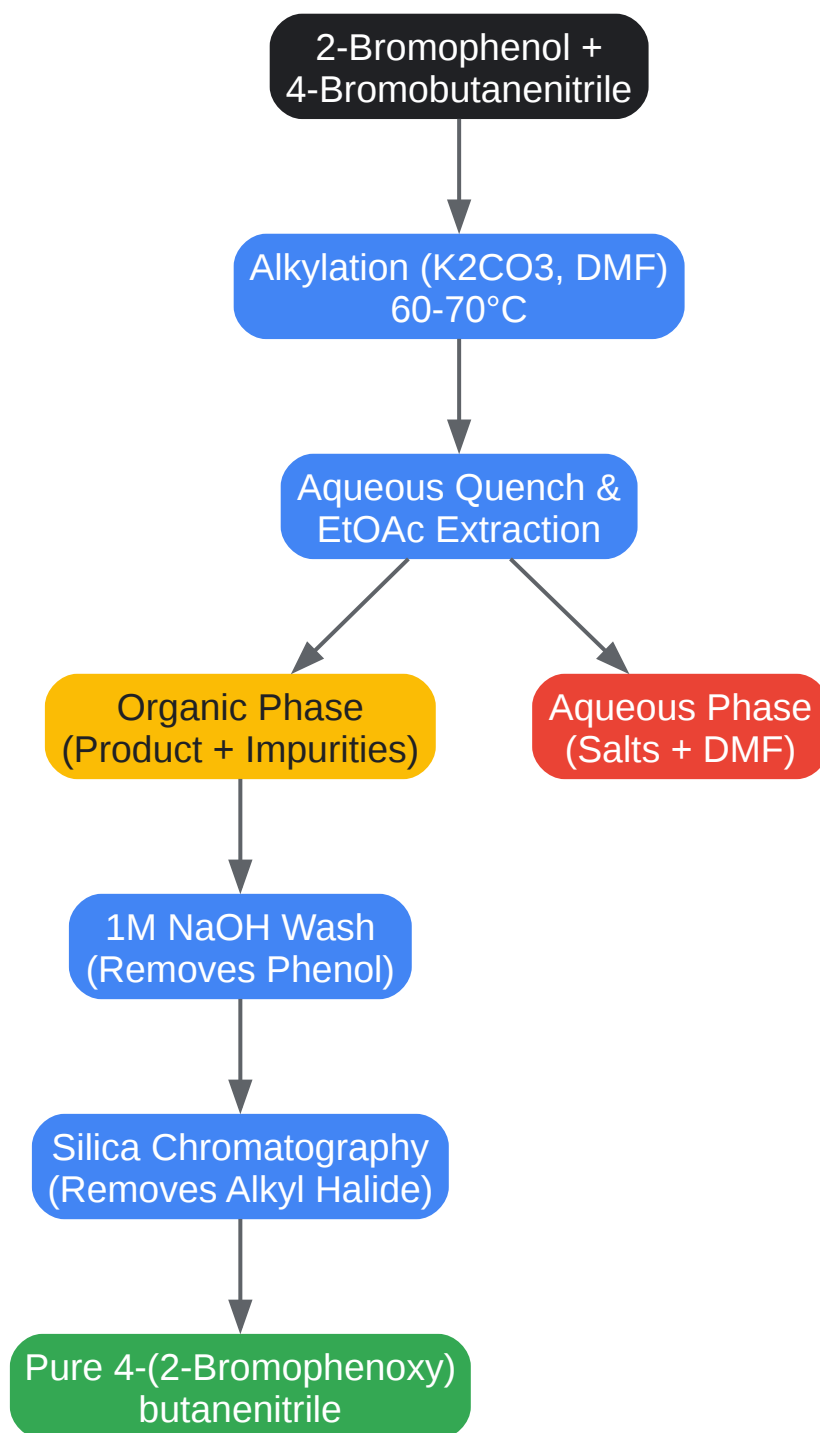 2-Bromophenol +
4-Bromobutanenitrile
Alkylation (K2CO3, DMF)
60-70°C
Aqueous Quench &
EtOAc Extraction
Organic Phase
(Product + Impurities)
Aqueous Phase
(Salts + DMF)
1M NaOH Wash
(Removes Phenol)
Silica Chromatography
(Removes Alkyl Halide)
Pure 4-(2-Bromophenoxy)
butanenitrile